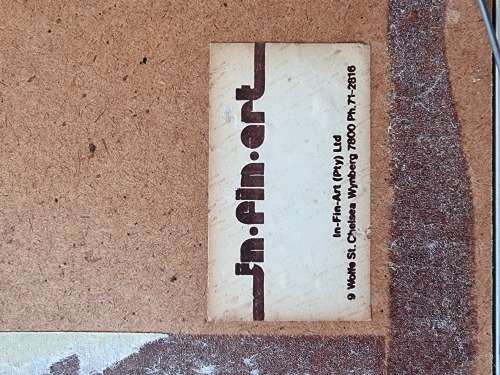 in·fin·art
In-Fin-Art (Pty) Ltd
9 Wolfe St. Chelsea Wynberg 7800 Ph.71-2816